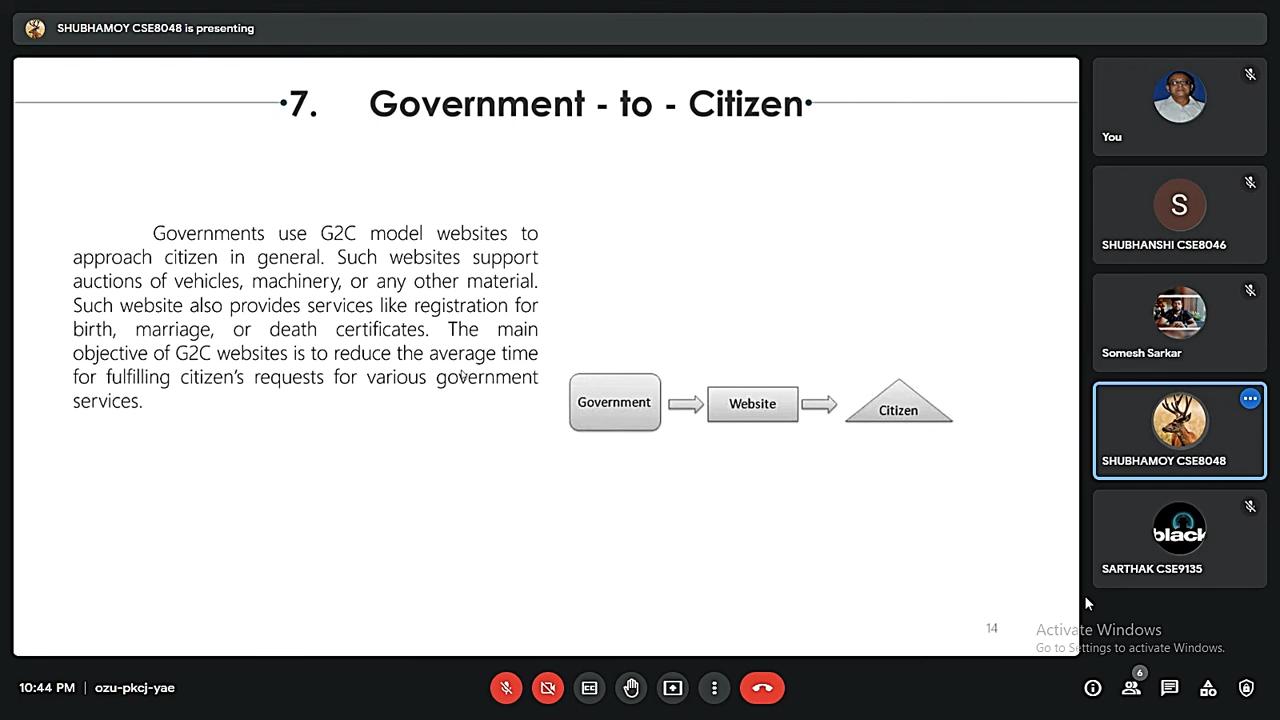 SHUBHAMOY CSE8048 is presenting
•7. Government - to - Citizen•
Governments use G2C model websites to
approach citizen in general. Such websites support
auctions of vehicles, machinery, or any other material.
Such website also provides services like registration for
birth, marriage, or death certificates. The main
objective of G2C websites is to reduce the average time
for fulfilling citizen's requests for various government
services.
Government
Website
Citizen
14
You
S
SHUBHANSHI CSE8046
Somesh Sarkar
SHUBHAMOY CSE8048
black
SARTHAK CSE9135
Activate Windows
Go to Settings to activate Windows.
10:44 PM | ozu-pkcj-yae
6